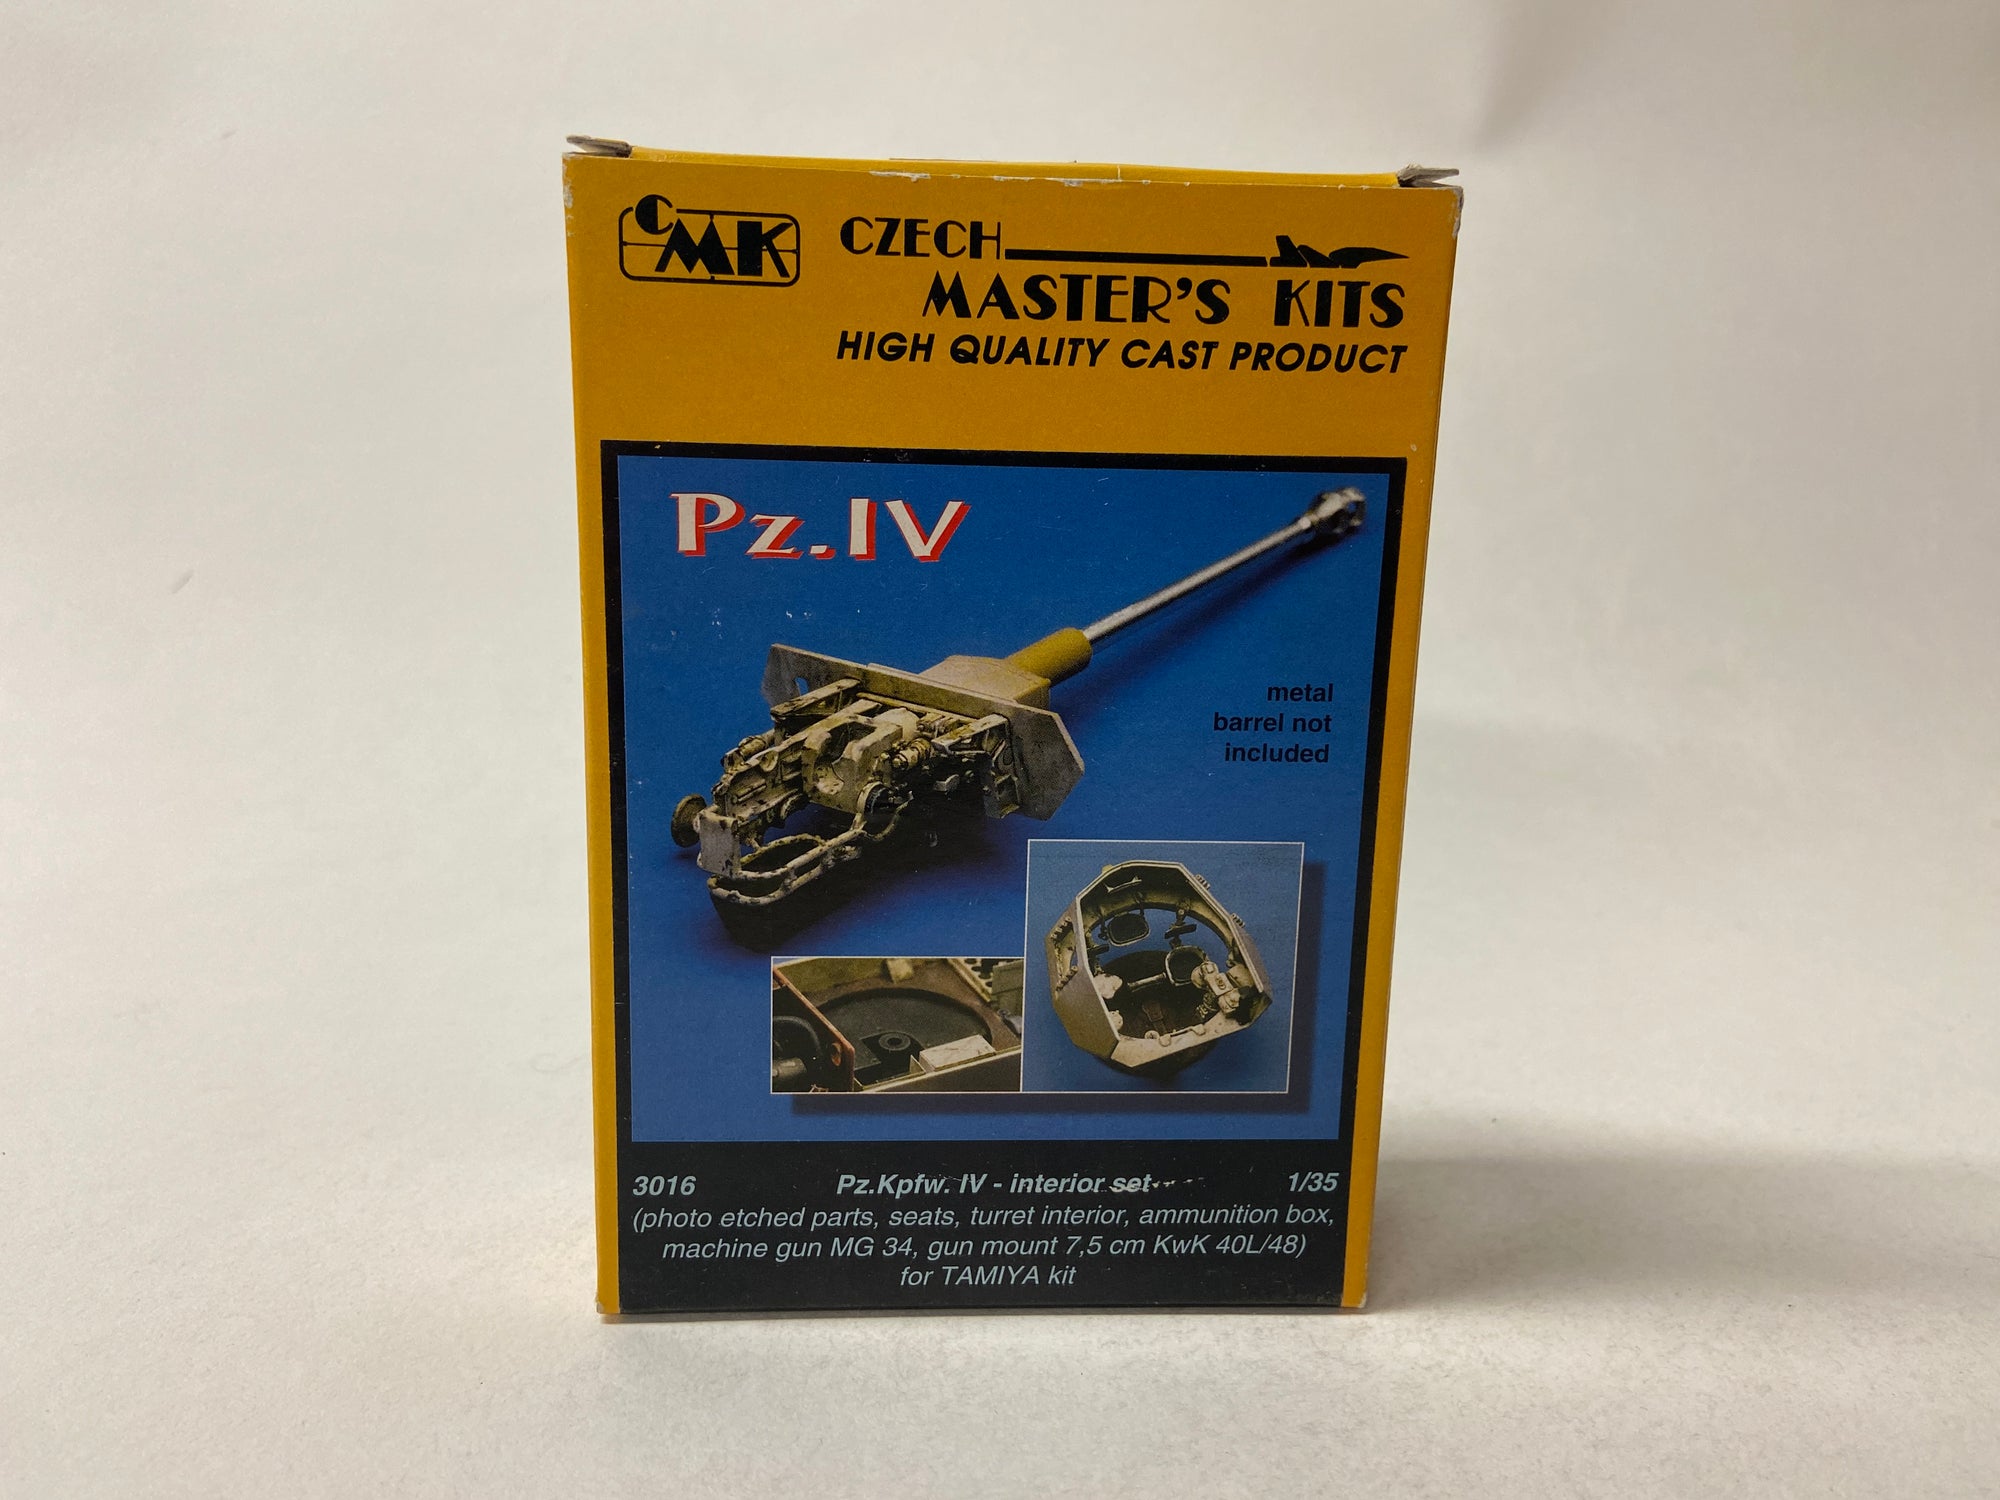 CMK
CZECH
MASTER'S KITS
HIGH QUALITY CAST PRODUCT
Pz.IV
metal
barrel not
included
3016 Pz.Kpfw. IV - interior set 1/35
(photo etched parts, seats, turret interior, ammunition box,
machine gun MG 34, gun mount 7,5 cm KwK 40L/48)
for TAMIYA kit